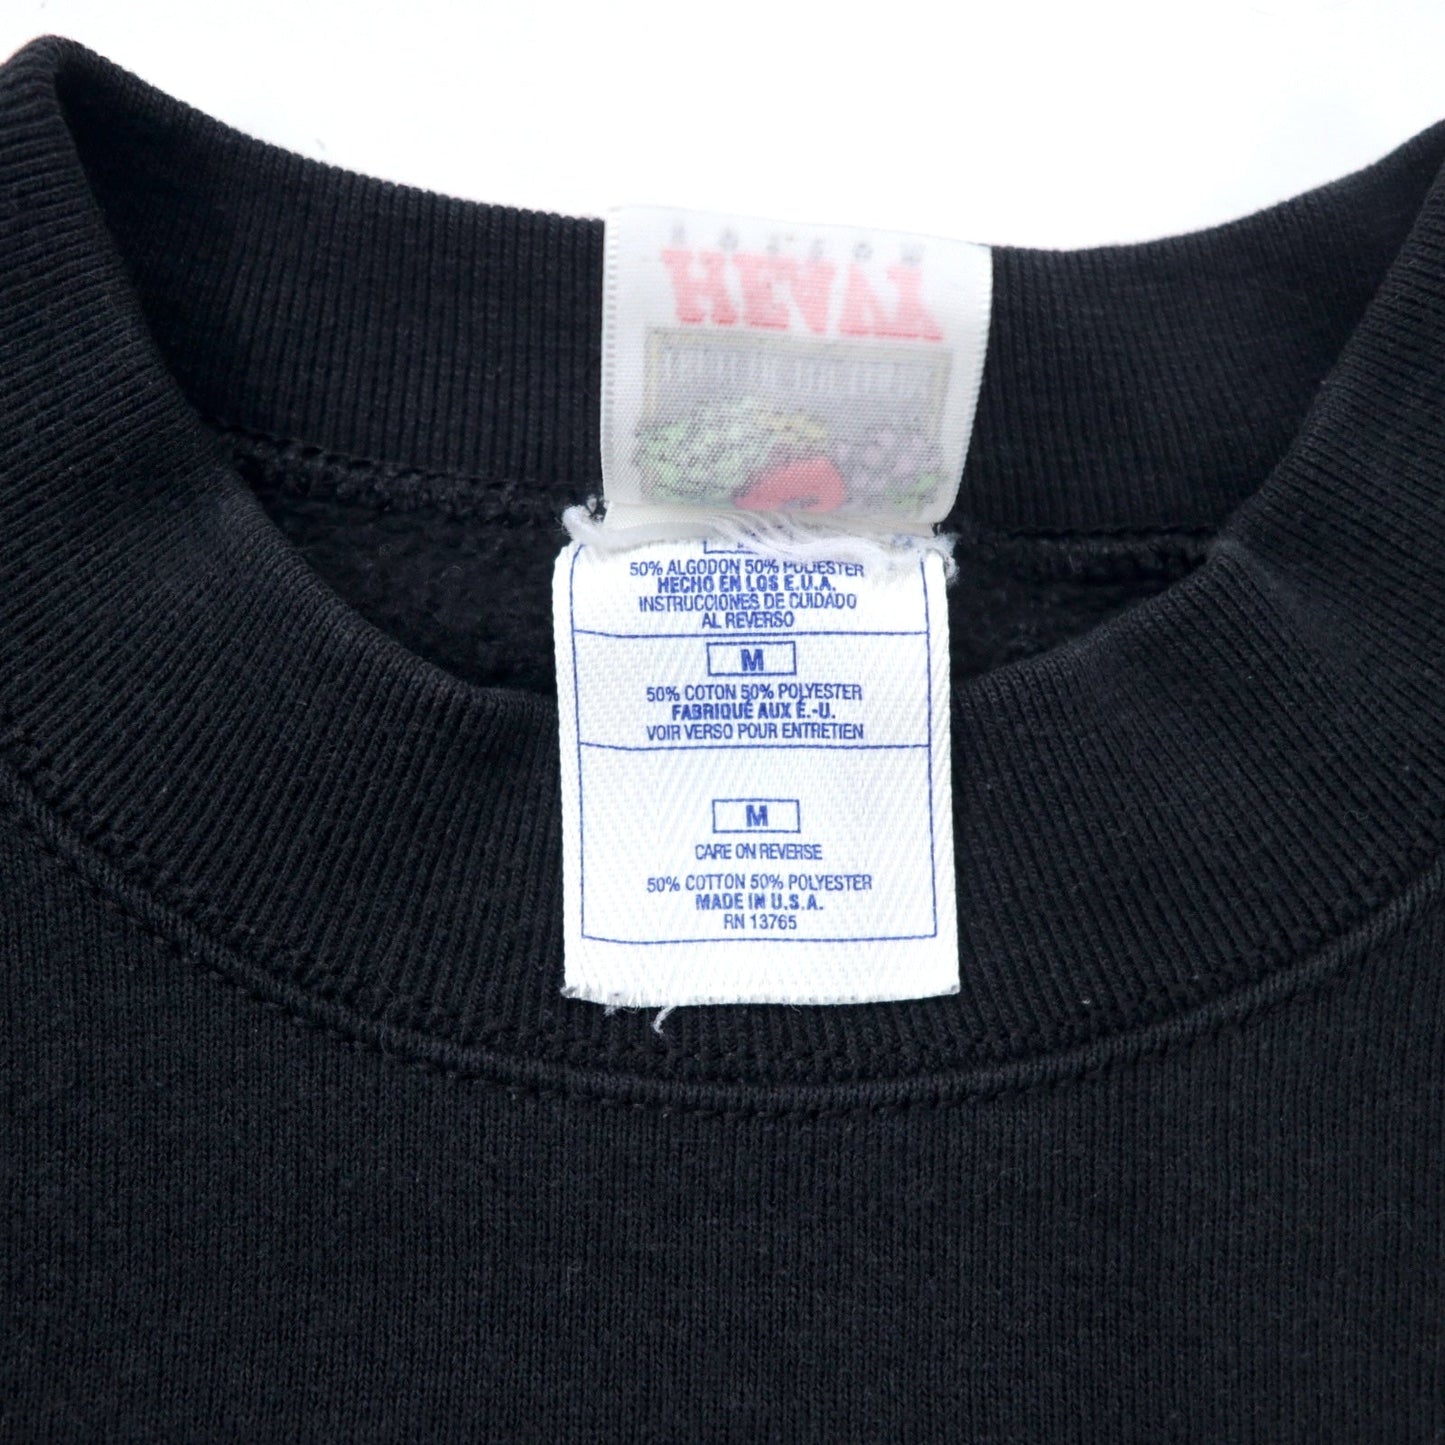 HEAVY
50% ALGODON 50% POLIESTER
HECHO EN LOS E.U.A.
INSTRUCCIONES DE CUIDADO
AL REVERSO
M
50% COTON 50% POLYESTER
FABRIQUÉ AUX É.-U.
VOIR VERSO POUR ENTRETIEN
M
CARE ON REVERSE
50% COTTON 50% POLYESTER
MADE IN U.S.A.
RN 13765